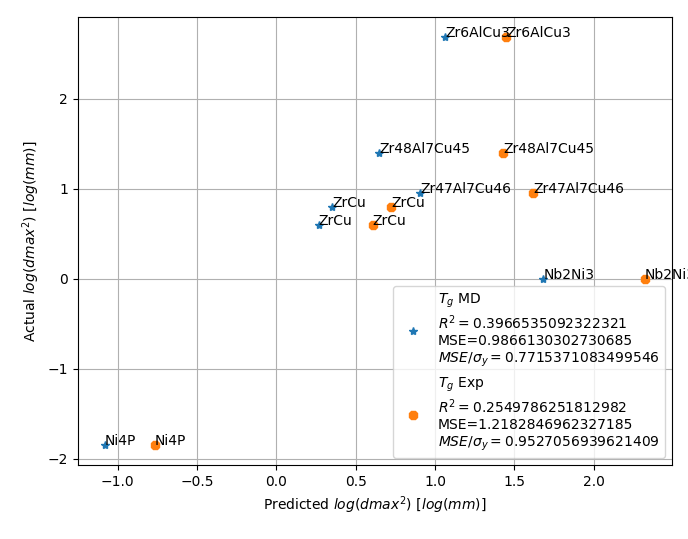 Zr6AlCu3 Zr6AlCu3
2
Zr48Al7Cu45 Zr48Al7Cu45
1
Zr47Al7Cu46 Zr47Al7Cu46
ZrCu ZrCu
ZrCu ZrCu
0
Nb2Ni3 Nb2Ni3
T_g MD
R^2 = 0.3966535092322321
MSE=0.9866130302730685
MSE/σ_y = 0.7715371083499546
T_g Exp
R^2 = 0.2549786251812982
MSE=1.2182846962327185
MSE/σ_y = 0.9527056939621409
−1
Ni4P Ni4P
−2
−1.0 −0.5 0.0 0.5 1.0 1.5 2.0
Predicted log(dmax^2) [log(mm)]
Actual log(dmax^2) [log(mm)]